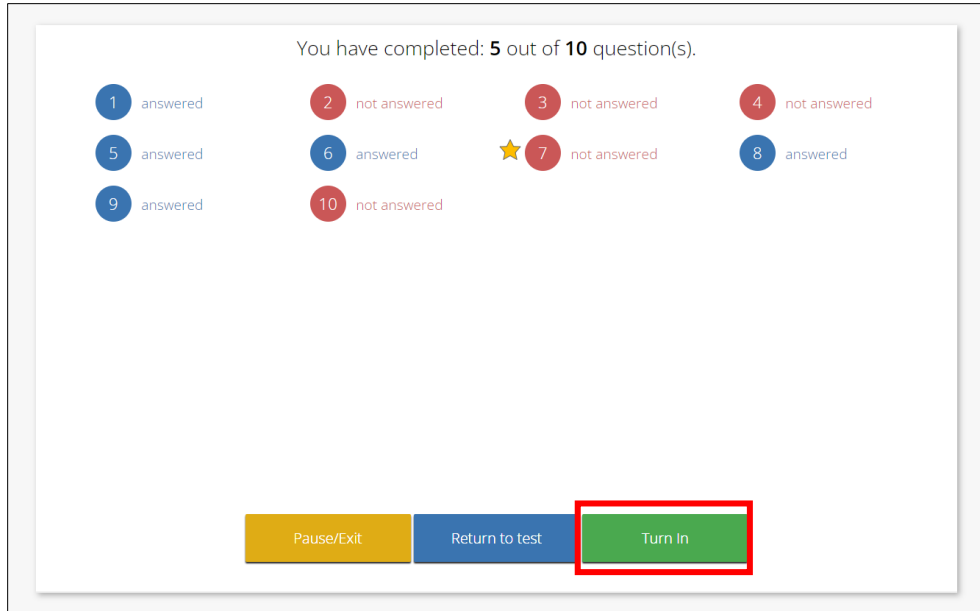 You have completed: 5 out of 10 question(s).
1 answered 2 not answered 3 not answered 4 not answered
5 answered 6 answered 7 not answered 8 answered
9 answered 10 not answered
Pause/Exit Return to test Turn In